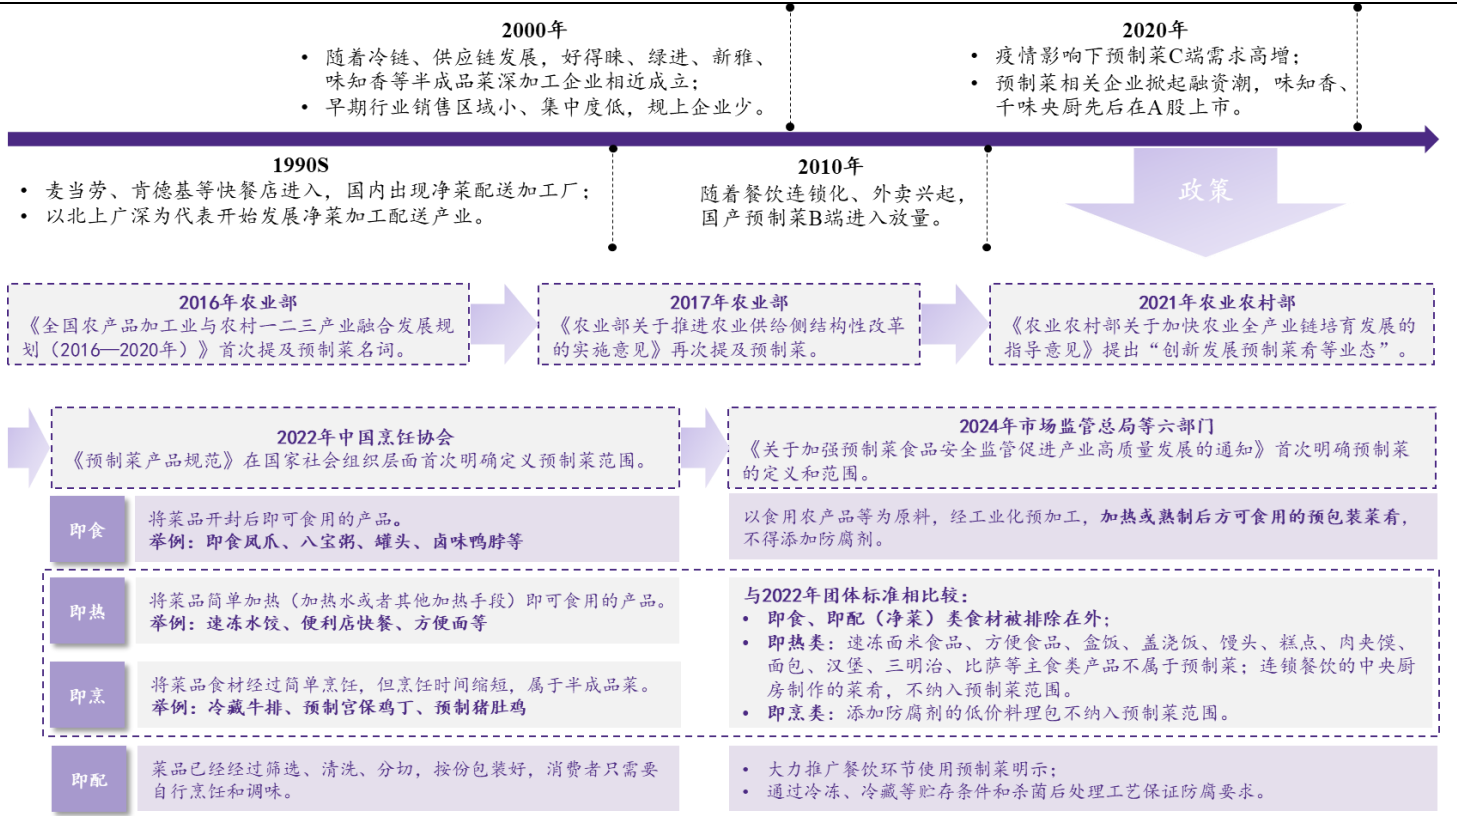 2000年
• 随着冷链、供应链发展，好得睐、绿进、新雅、
味知香等半成品菜深加工企业相近成立；
• 早期行业销售区域小、集中度低，规上企业少。
2020年
• 疫情影响下预制菜C端需求高增；
• 预制菜相关企业掀起融资潮，味知香、
千味央厨先后在A股上市。
1990S
• 麦当劳、肯德基等快餐店进入，国内出现净菜配送加工厂；
• 以北上广深为代表开始发展净菜加工配送产业。
2010年
随着餐饮连锁化、外卖兴起，
国产预制菜B端进入放量。
政策
2016年农业部
《全国农产品加工业与农村一二三产业融合发展规
划（2016—2020年）》首次提及预制菜名词。
2017年农业部
《农业部关于推进农业供给侧结构性改革
的实施意见》再次提及预制菜。
2021年农业农村部
《农业农村部关于加快农业全产业链培育发展的
指导意见》提出“创新发展预制菜肴等业态”。
2022年中国烹饪协会
《预制菜产品规范》在国家社会组织层面首次明确定义预制菜范围。
2024年市场监管总局等六部门
《关于加强预制菜食品安全监管促进产业高质量发展的通知》首次明确预制菜
的定义和范围。
即食
将菜品开封后即可食用的产品。
举例：即食凤爪、八宝粥、罐头、卤味鸭脖等
以食用农产品等为原料，经工业化预加工，加热或熟制后方可食用的预包装菜肴，
不得添加防腐剂。
即热
将菜品简单加热（加热水或者其他加热手段）即可食用的产品。
举例：速冻水饺、便利店快餐、方便面等
即烹
将菜品食材经过简单烹饪，但烹饪时间缩短，属于半成品菜。
举例：冷藏牛排、预制宫保鸡丁、预制猪肚鸡
与2022年团体标准相比较：
• 即食、即配（净菜）类食材被排除在外；
• 即热类：速冻面米食品、方便食品、盒饭、盖浇饭、馒头、糕点、肉夹馍、
面包、汉堡、三明治、比萨等主食类产品不属于预制菜；连锁餐饮的中央厨
房制作的菜肴，不纳入预制菜范围。
• 即烹类：添加防腐剂的低价料理包不纳入预制菜范围。
即配
菜品已经经过筛选、清洗、分切，按份包装好，消费者只需要
自行烹饪和调味。
• 大力推广餐饮环节使用预制菜明示；
• 通过冷冻、冷藏等贮存条件和杀菌后处理工艺保证防腐要求。